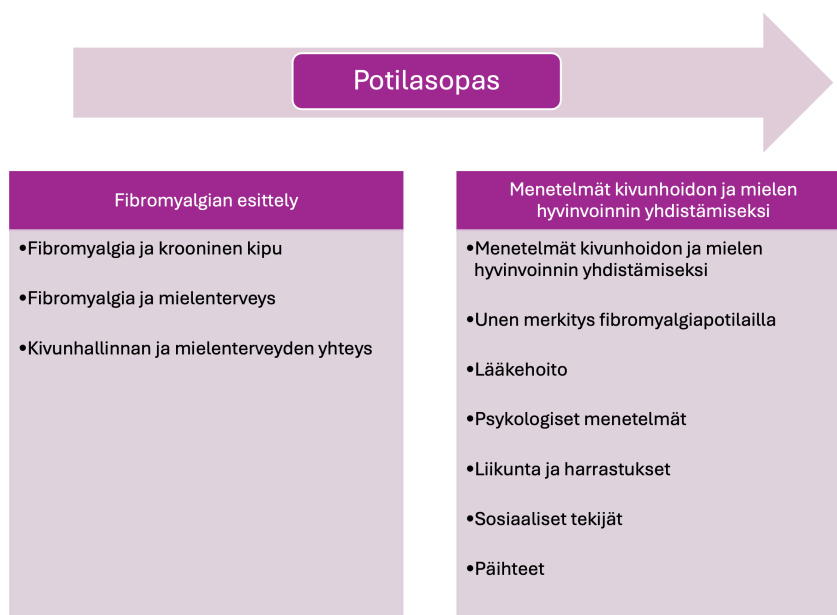 Potilasopas
Fibromyalgian esittely
•Fibromyalgia ja krooninen kipu
•Fibromyalgia ja mielenterveys
•Kivunhallinnan ja mielenterveyden yhteys
Menetelmät kivunhoidon ja mielen
hyvinvoinnin yhdistämiseksi
•Menetelmät kivunhoidon ja mielen
hyvinvoinnin yhdistämiseksi
•Unen merkitys fibromyalgiapotilailla
•Lääkehoito
•Psykologiset menetelmät
•Liikunta ja harrastukset
•Sosiaaliset tekijät
•Päihteet